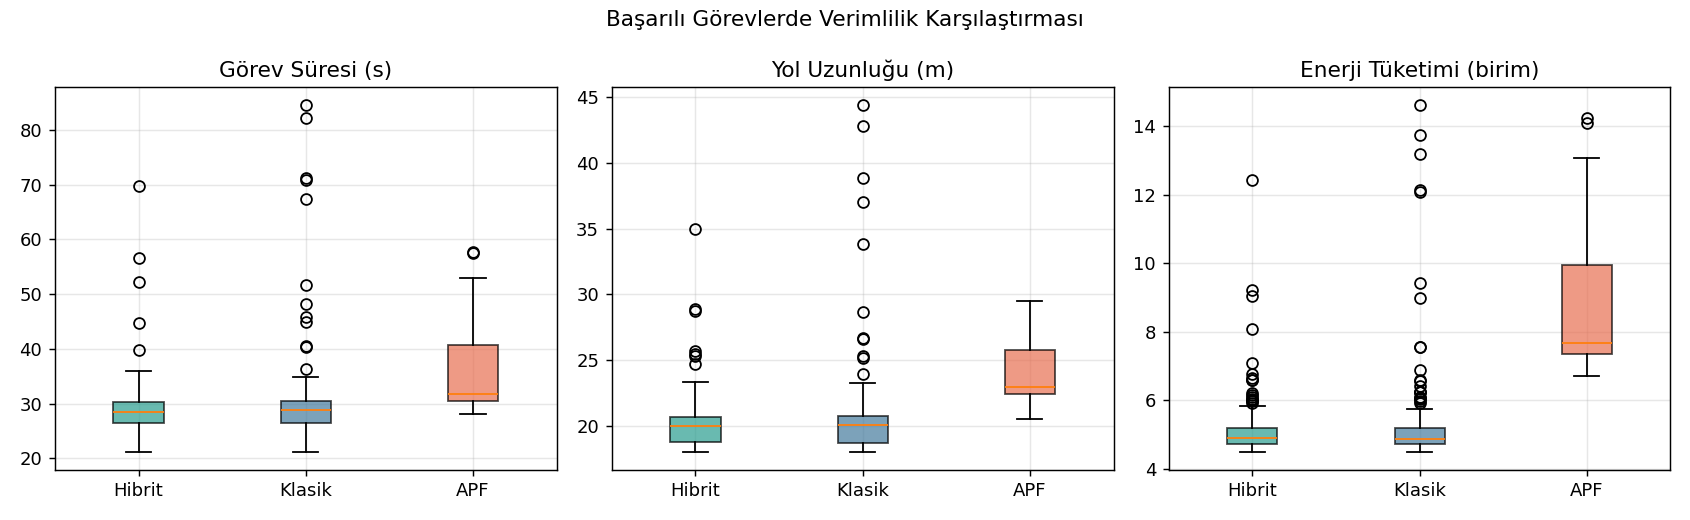 Başarılı Görevlerde Verimlilik Karşılaştırması
Görev Süresi (s)
80
70
60
50
40
30
20
Hibrit Klasik APF
Yol Uzunluğu (m)
45
40
35
30
25
20
Hibrit Klasik APF
Enerji Tüketimi (birim)
14
12
10
8
6
4
Hibrit Klasik APF